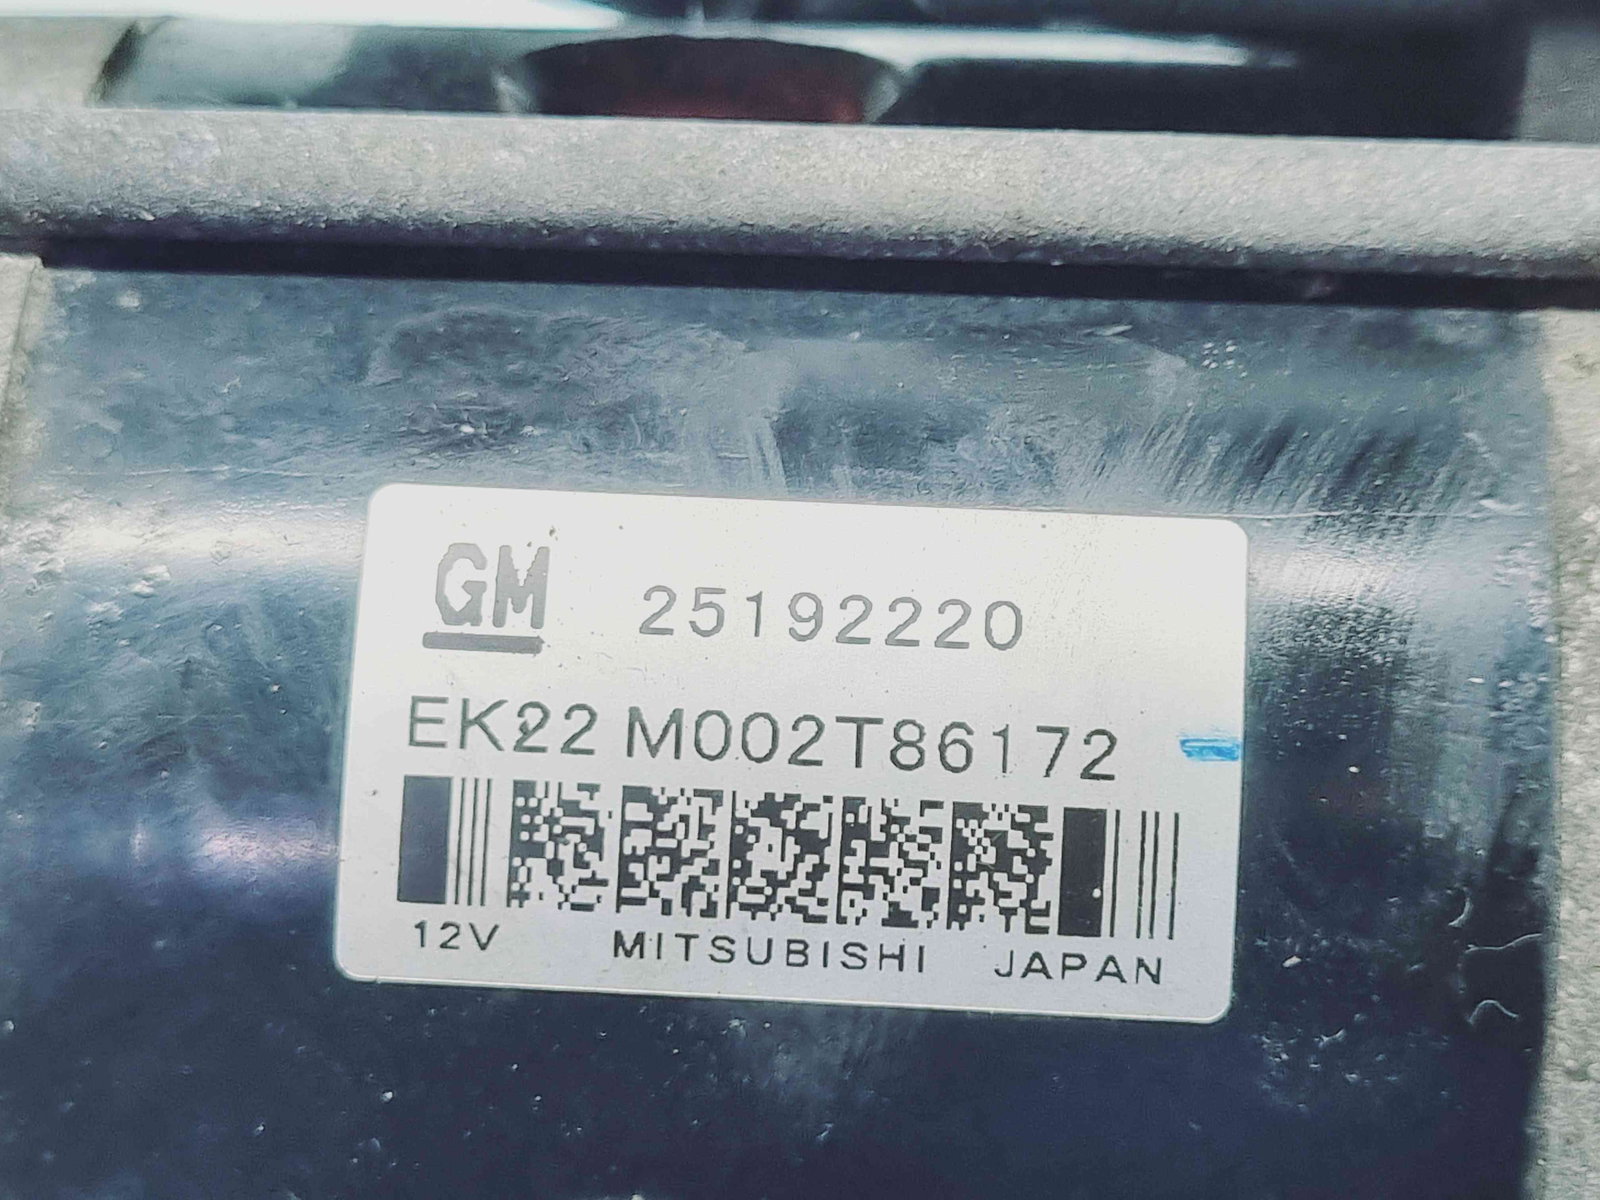 GM 25192220
EK22 M002T86172
12V MITSUBISHI JAPAN